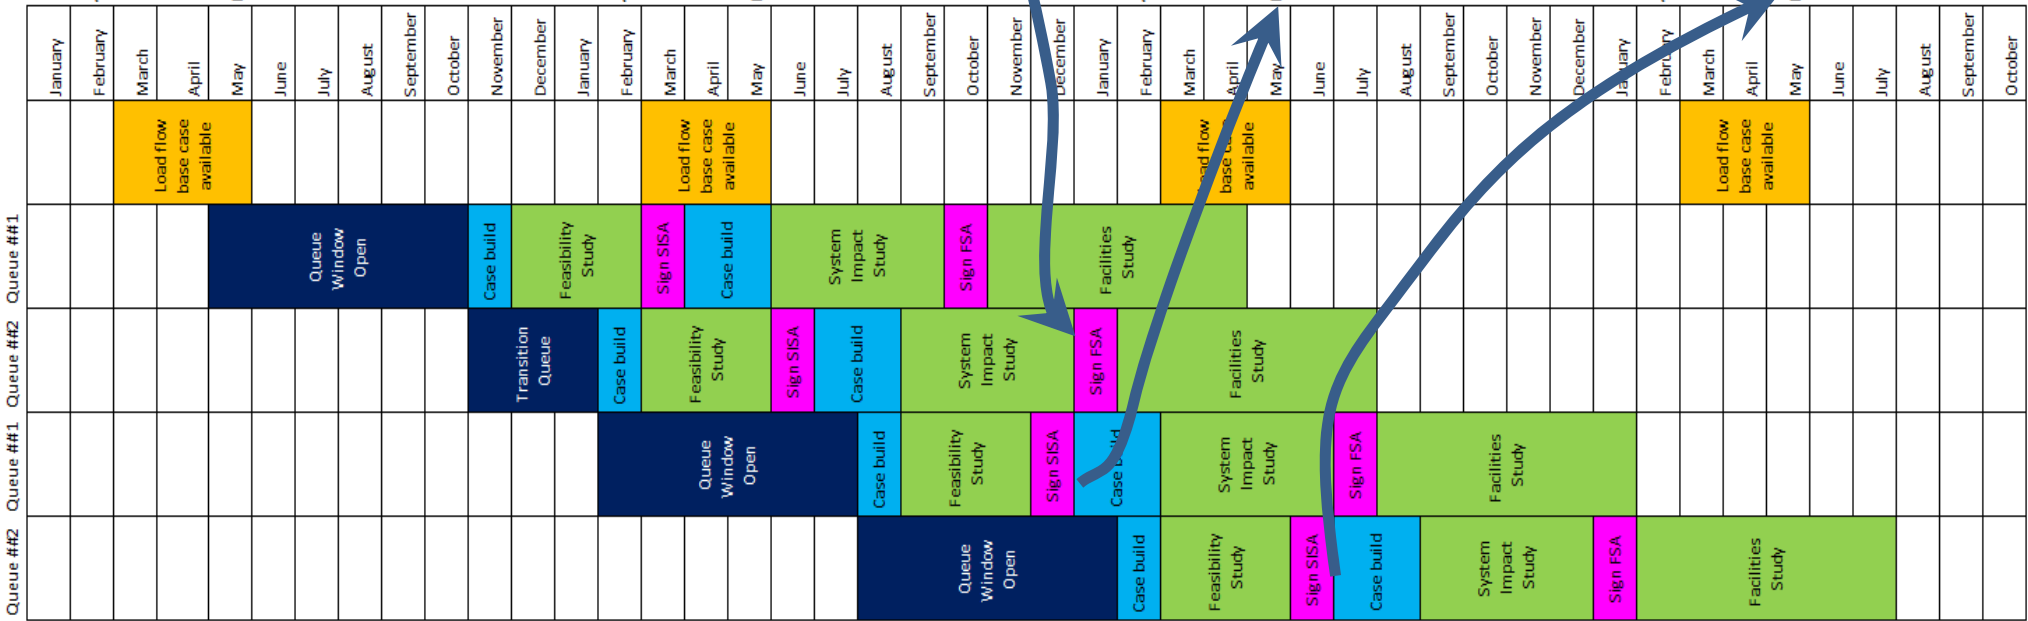 January
February
March
April
May
June
July
August
September
October
November
December
January
February
March
April
May
June
July
August
September
October
November
December
January
February
March
April
May
June
July
August
September
October
November
December
January
February
March
April
May
June
July
August
September
October
Load flow
base case
available
Load flow
base case
available
Load flow
base case
available
Load flow
base case
available
Queue ##1
Queue
Window
Open
Case build
Feasibility
Study
Sign SISA
Case build
System
Impact
Study
Sign FSA
Facilities
Study
Queue ##2
Transition
Queue
Case build
Feasibility
Study
Sign SISA
Case build
System
Impact
Study
Sign FSA
Facilities
Study
Queue ##1
Queue
Window
Open
Case build
Feasibility
Study
Sign SISA
Case build
System
Impact
Study
Sign FSA
Facilities
Study
Queue ##2
Queue
Window
Open
Case build
Feasibility
Study
Sign SISA
Case build
System
Impact
Study
Sign FSA
Facilities
Study